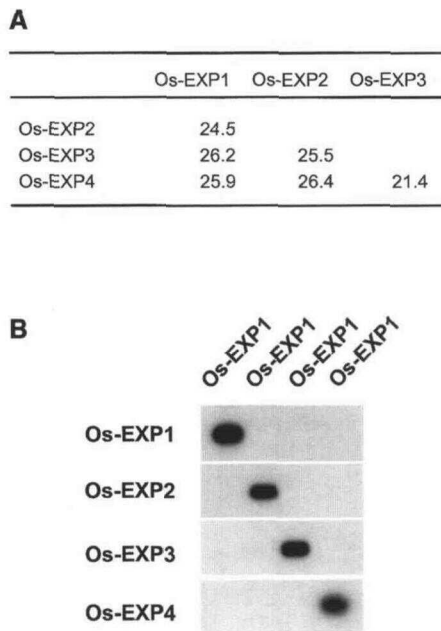 A
Os-EXP1 Os-EXP2 Os-EXP3
Os-EXP2 24.5
Os-EXP3 26.2 25.5
Os-EXP4 25.9 26.4 21.4
B
Os-EXP1 Os-EXP1 Os-EXP1 Os-EXP1
Os-EXP1
Os-EXP2
Os-EXP3
Os-EXP4